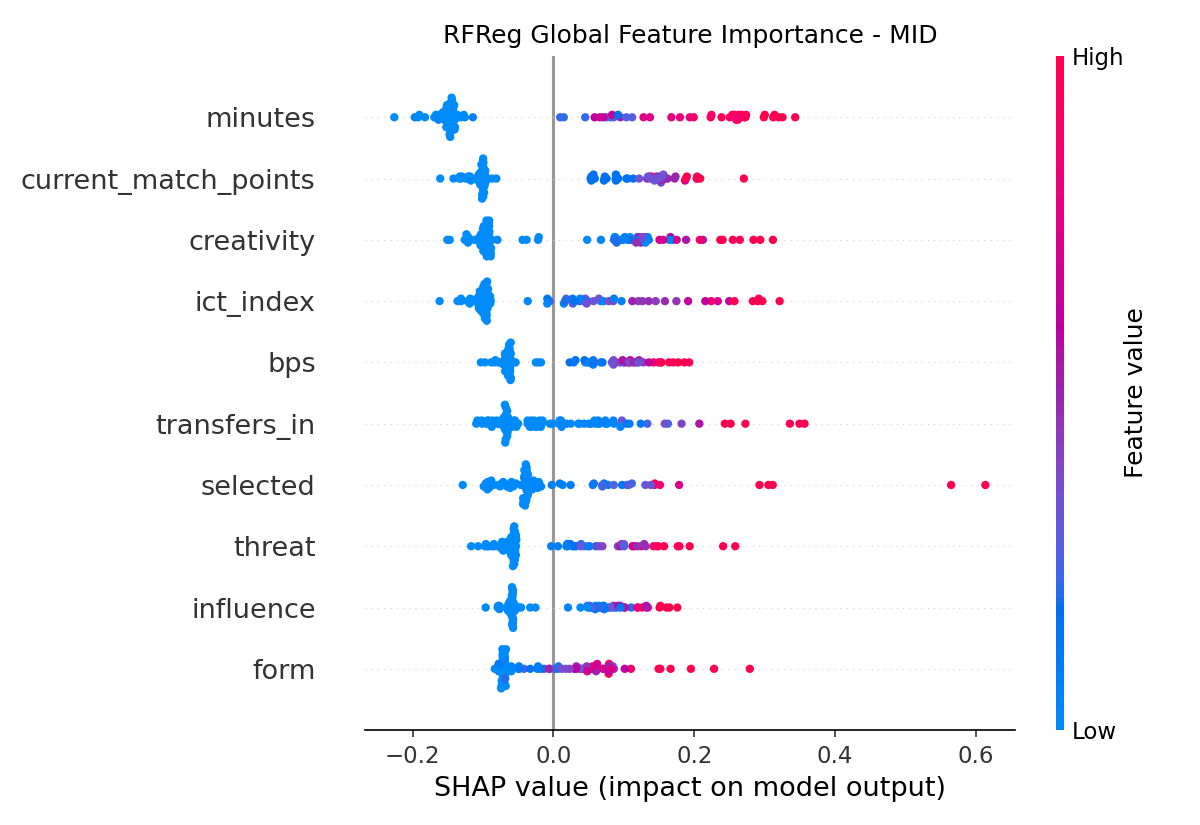 RFReg Global Feature Importance - MID
High
minutes
current_match_points
creativity
ict_index
bps
transfers_in
selected
threat
influence
form
Feature value
Low
−0.2 0.0 0.2 0.4 0.6
SHAP value (impact on model output)